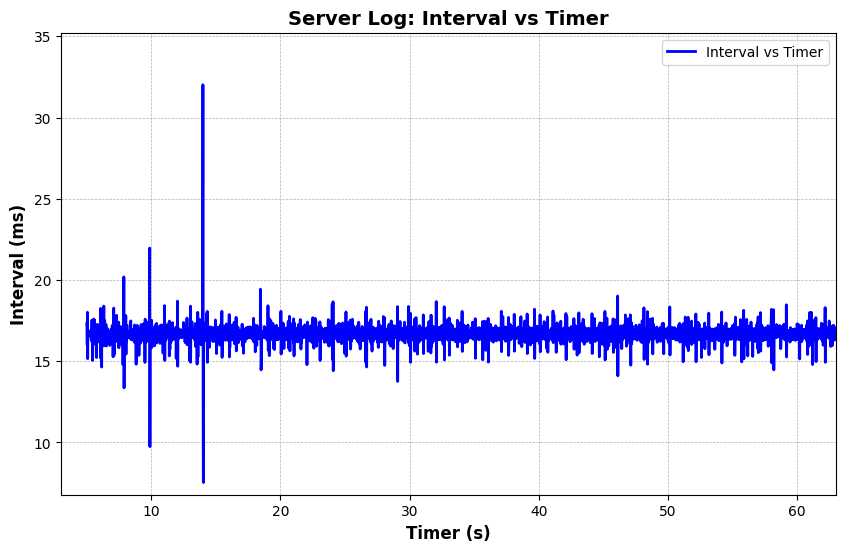 Server Log: Interval vs Timer
Interval vs Timer
35
30
25
20
15
10
Interval (ms)
10 20 30 40 50 60
Timer (s)